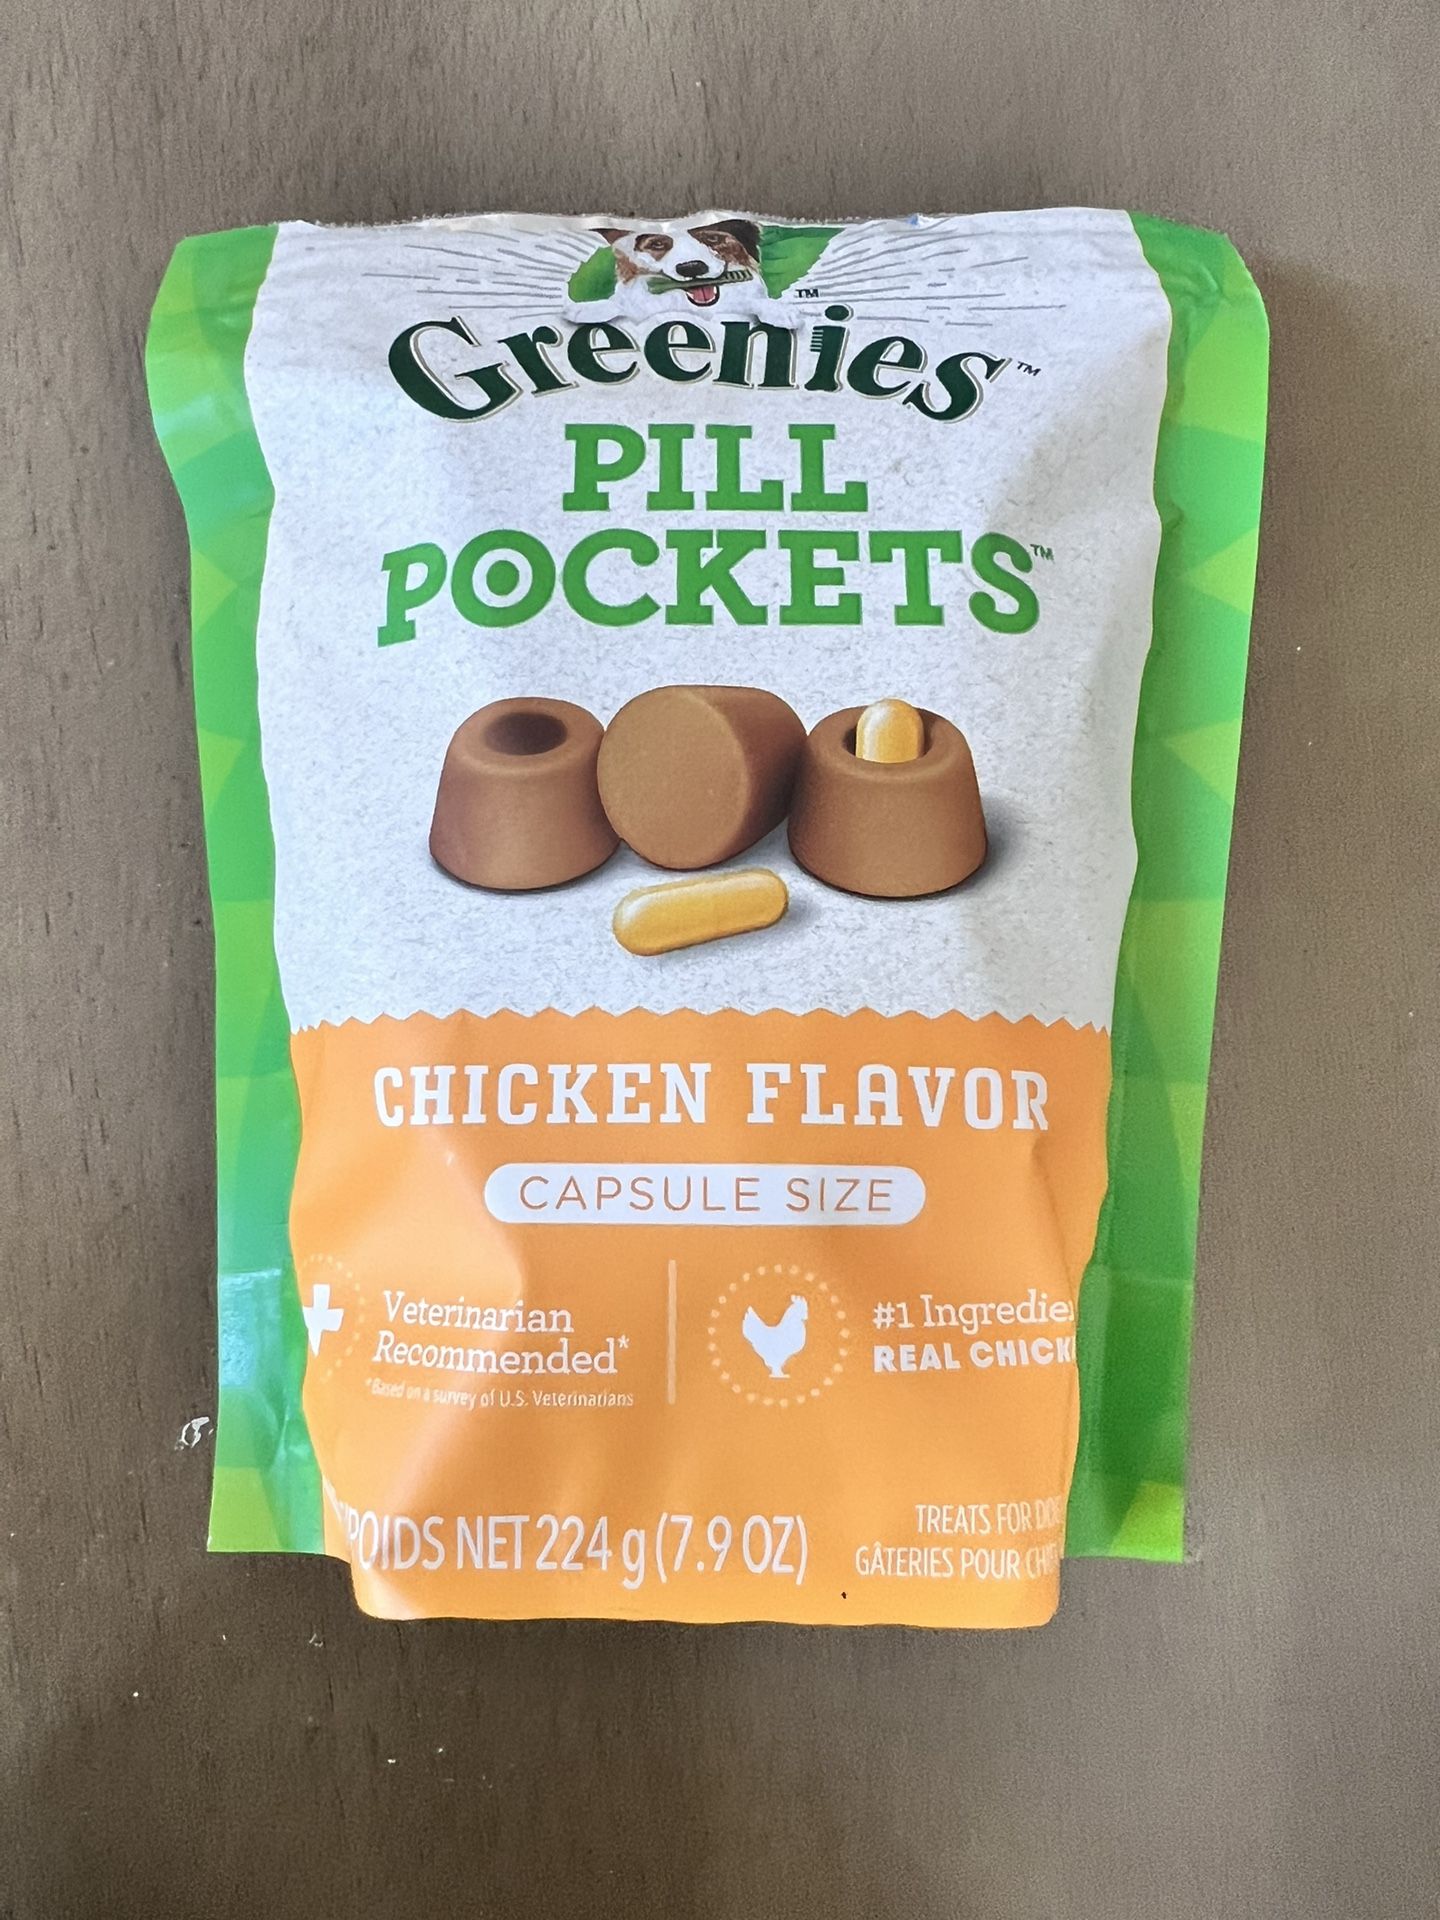 Greenies™
PILL
POCKETS™
CHICKEN FLAVOR
CAPSULE SIZE
Veterinarian
Recommended*
*Based on a survey of U.S. Veterinarians
#1 Ingredie
REAL CHICK
POIDS NET 224 g (7.9 OZ)
TREATS FOR DO
GÂTERIES POUR CH